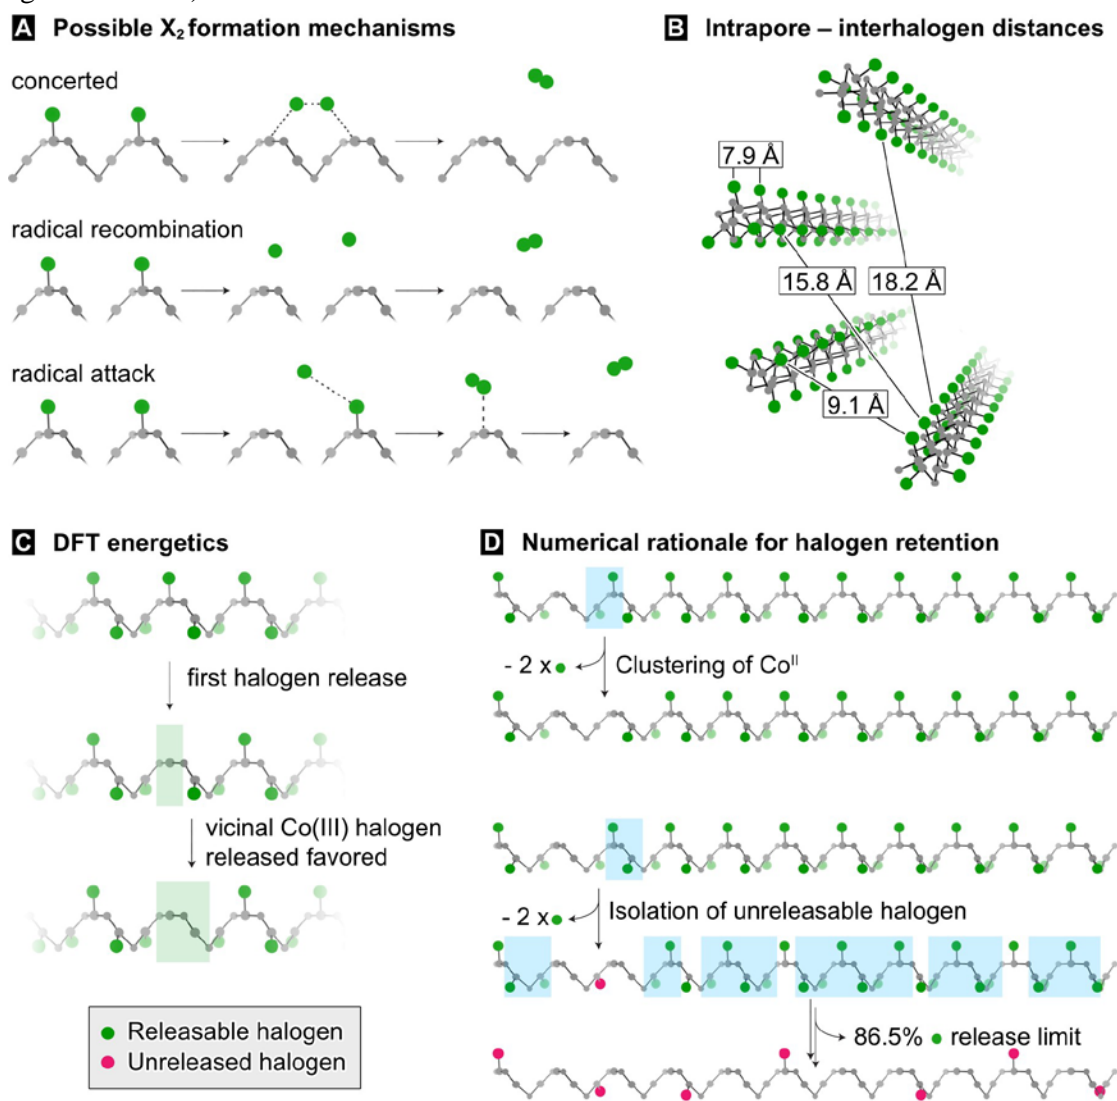 A Possible X₂ formation mechanisms
concerted
radical recombination
radical attack
B Intrapore – interhalogen distances
7.9 Å
15.8 Å
18.2 Å
9.1 Å
C DFT energetics
first halogen release
vicinal Co(III) halogen
released favored
Releasable halogen
Unreleased halogen
D Numerical rationale for halogen retention
- 2 x
Clustering of Coᴵᴵ
- 2 x
Isolation of unreleasable halogen
86.5% release limit